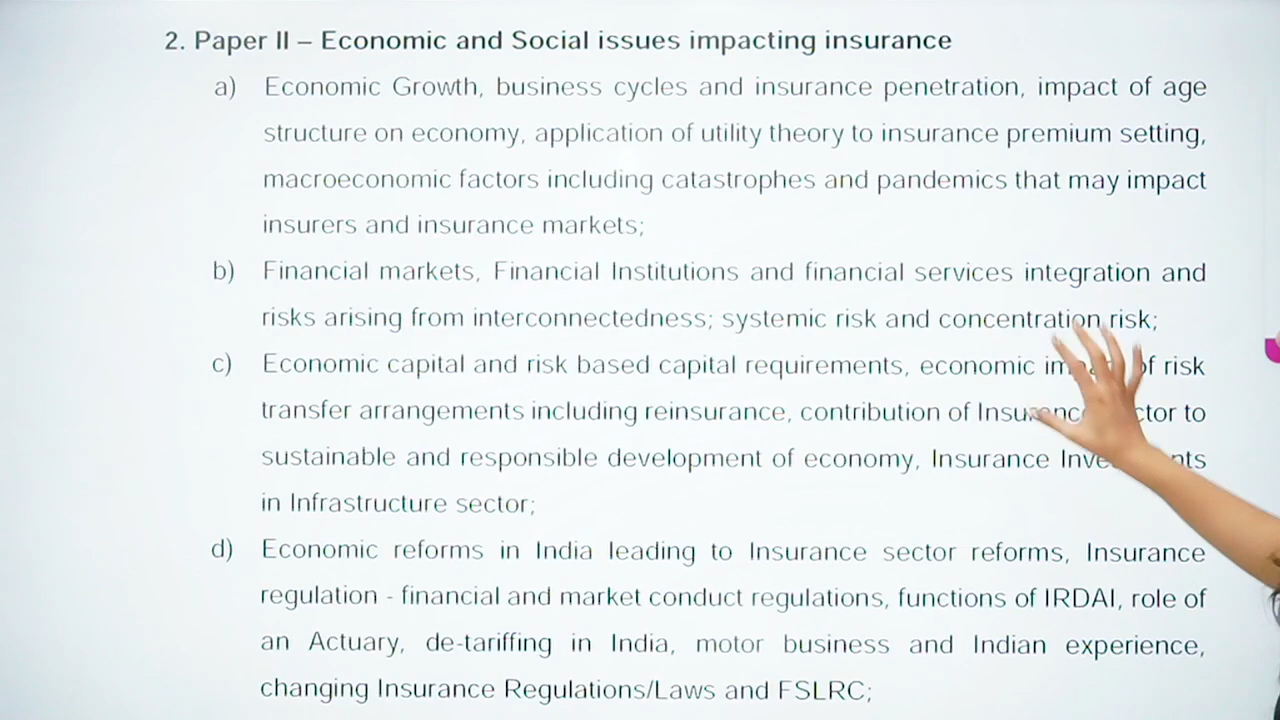 2. Paper II – Economic and Social issues impacting insurance
a) Economic Growth, business cycles and insurance penetration, impact of age
structure on economy, application of utility theory to insurance premium setting,
macroeconomic factors including catastrophes and pandemics that may impact
insurers and insurance markets;
b) Financial markets, Financial Institutions and financial services integration and
risks arising from interconnectedness; systemic risk and concentration risk;
c) Economic capital and risk based capital requirements, economic of risk
transfer arrangements including reinsurance, contribution of to
sustainable and responsible development of economy, Insurance
in Infrastructure sector;
d) Economic reforms in India leading to Insurance sector reforms, Insurance
regulation - financial and market conduct regulations, functions of IRDAI, role of
an Actuary, de-tariffing in India, motor business and Indian experience,
changing Insurance Regulations/Laws and FSLRC;